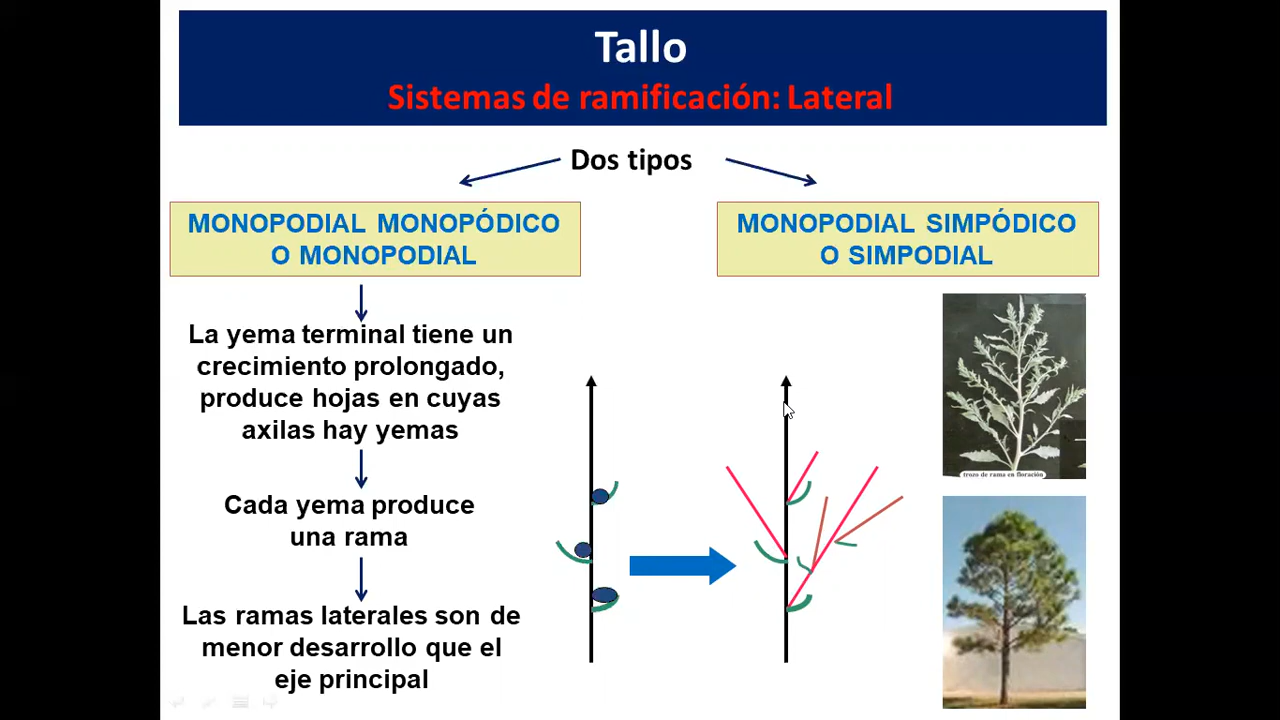 Tallo
Sistemas de ramificación: Lateral
Dos tipos
MONOPODIAL MONOPÓDICO
O MONOPODIAL
MONOPODIAL SIMPÓDICO
O SIMPODIAL
La yema terminal tiene un
crecimiento prolongado,
produce hojas en cuyas
axilas hay yemas
Cada yema produce
una rama
Las ramas laterales son de
menor desarrollo que el
eje principal
trozo de rama en floración